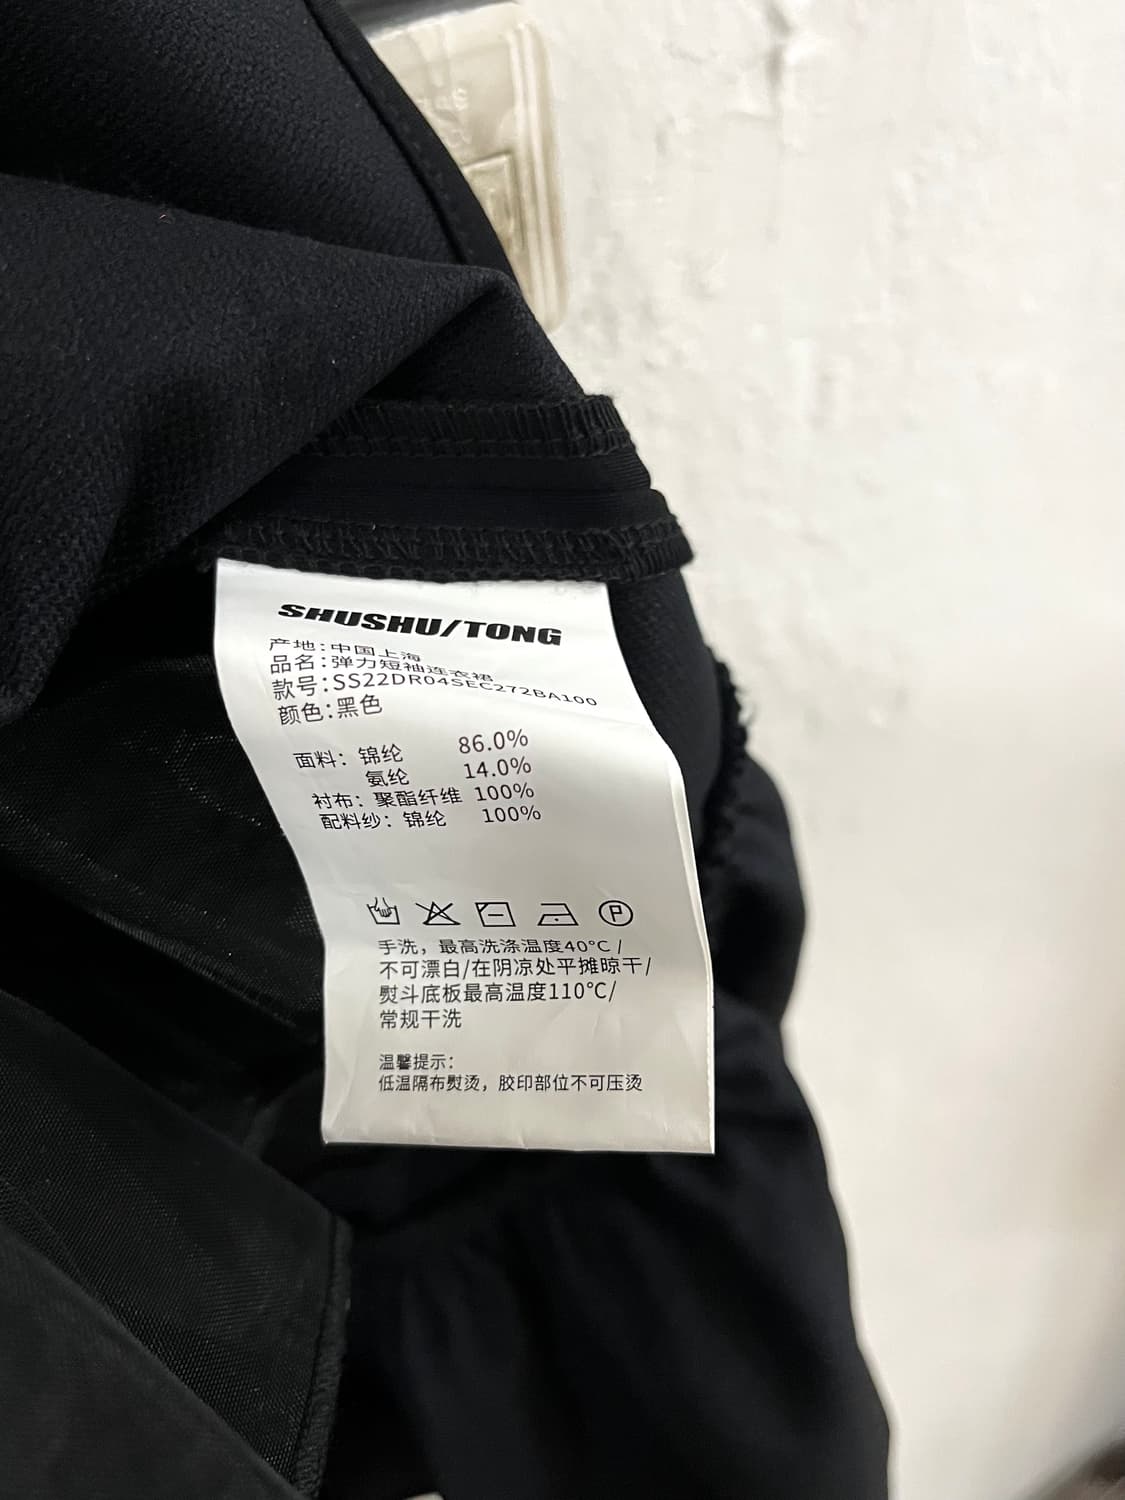 SHUSHU/TONG
产地：中国上海
品名：弹力短袖连衣裙
款号：SS22DR04SEC272BA100
颜色：黑色
面料：锦纶 86.0%
氨纶 14.0%
衬布：聚酯纤维 100%
配料纱：锦纶 100%
P
手洗，最高洗涤温度40℃ /
不可漂白/在阴凉处平摊晾干/
熨斗底板最高温度110℃/
常规干洗
温馨提示：
低温隔布熨烫，胶印部位不可压烫